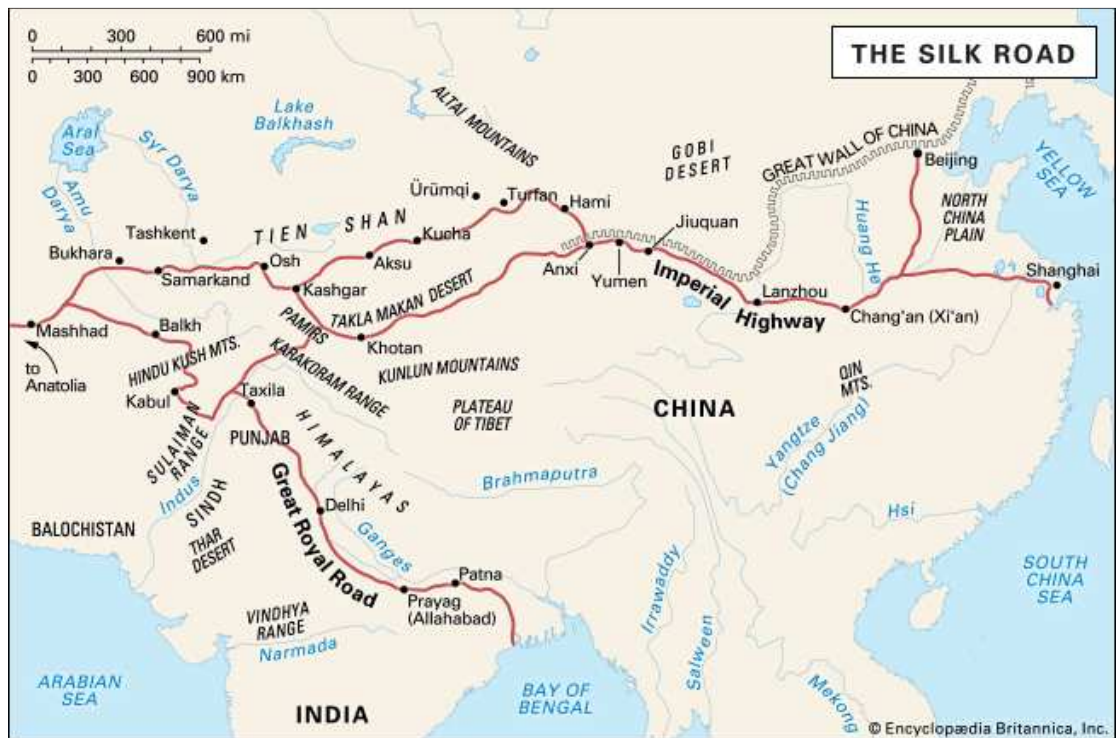 THE SILK ROAD
0 300 600 mi
0 300 600 900 km
Aral
Sea
Syr Darya
Amu
Darya
Lake
Balkhash
ALTAI MOUNTAINS
GOBI
DESERT
GREAT WALL OF CHINA
Beijing
YELLOW
SEA
NORTH
CHINA
PLAIN
Huang He
Ürümqi
Turfan
Hami
Jiuquan
TIEN SHAN
Tashkent
Bukhara
Samarkand
Osh
Kucha
Aksu
Kashgar
Anxi
Yumen
Imperial
Highway
Lanzhou
Chang'an (Xi'an)
Shanghai
TAKLA MAKAN DESERT
PAMIRS
Khotan
Mashhad
to
Anatolia
Balkh
HINDU KUSH MTS.
Kabul
KARAKORAM RANGE
KUNLUN MOUNTAINS
PLATEAU
OF TIBET
CHINA
QIN
MTS.
Yangtze
(Chang Jiang)
Taxila
SULAIMAN
RANGE
PUNJAB
HIMALAYAS
Indus
SINDH
Brahmaputra
Great Royal Road
Delhi
BALOCHISTAN
THAR
DESERT
Ganges
Patna
Prayag
(Allahabad)
Hsi
Irrawaddy
Salween
Mekong
SOUTH
CHINA
SEA
VINDHYA
RANGE
Narmada
ARABIAN
SEA
INDIA
BAY OF
BENGAL
© Encyclopædia Britannica, Inc.